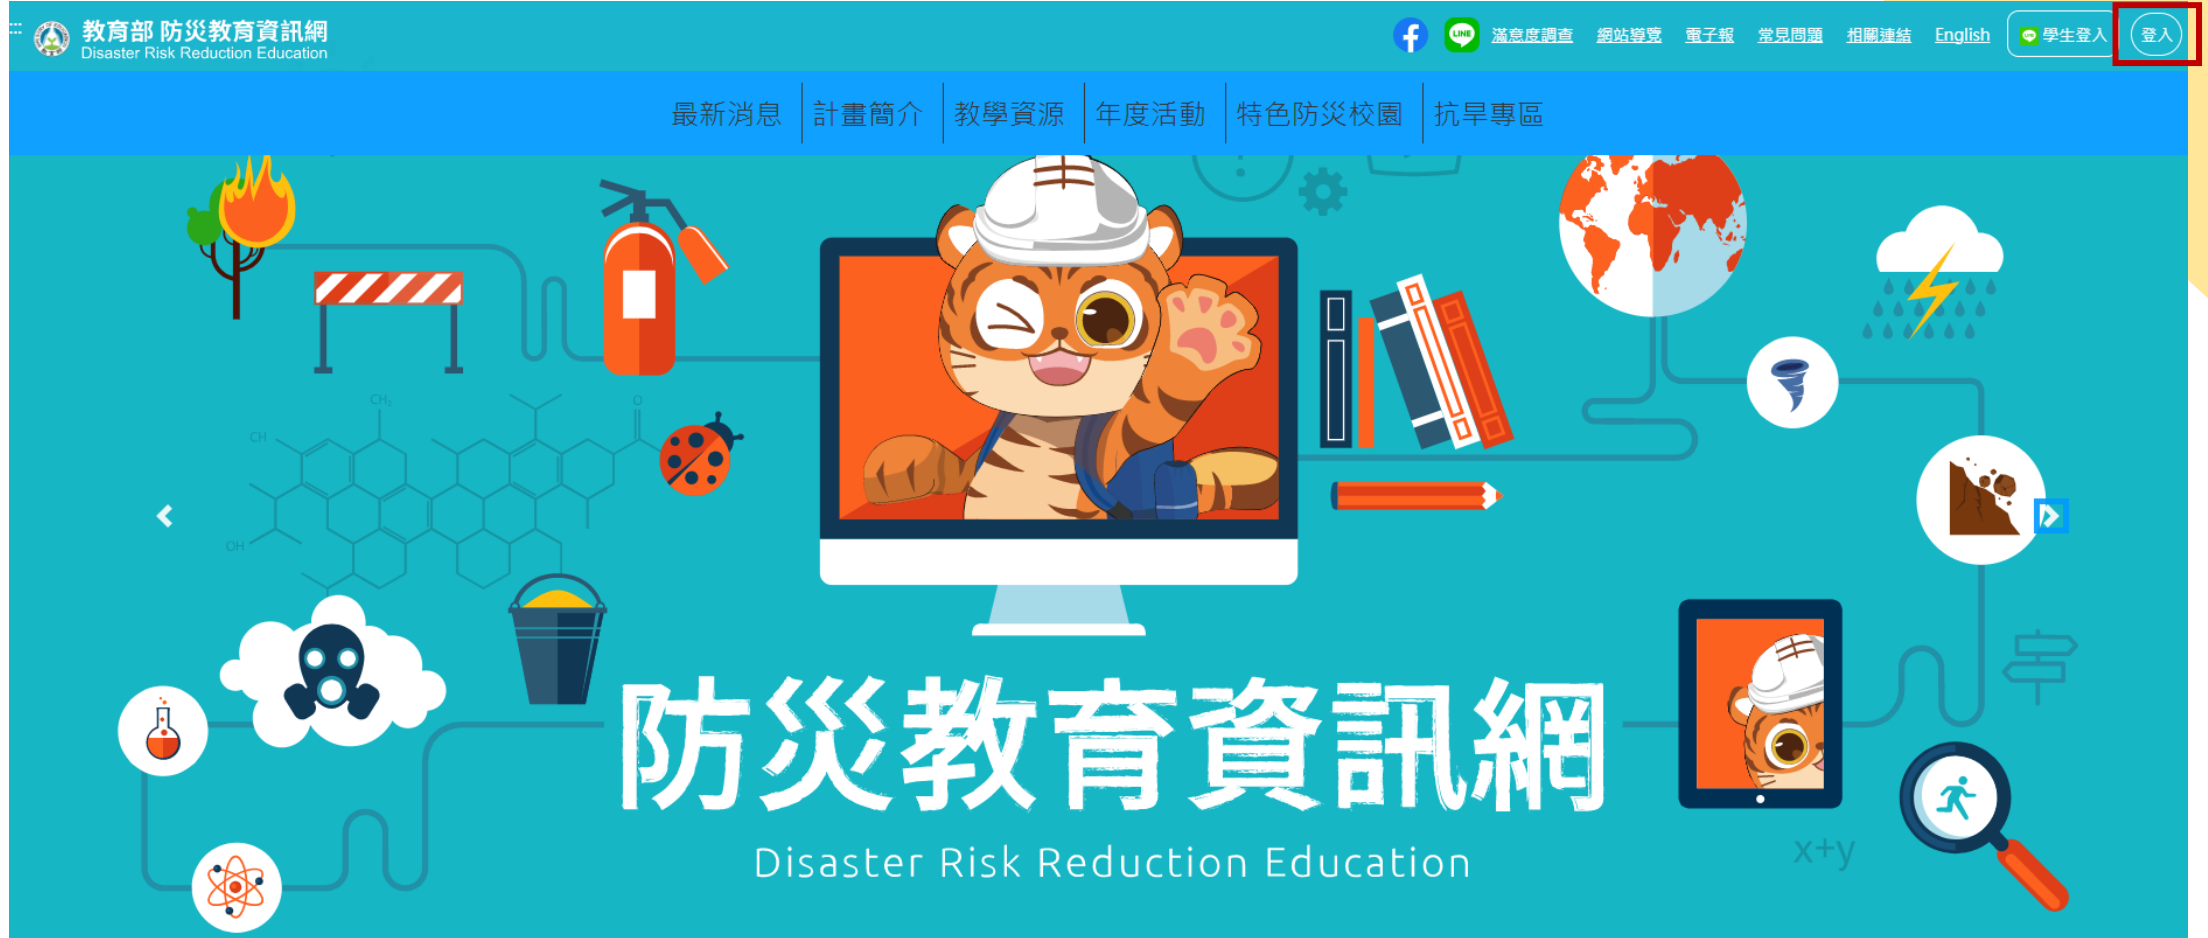 教育部 防災教育資訊網
Disaster Risk Reduction Education
LINE 滿意度調查 網站導覽 電子報 常見問題 相關連結 English 學生登入 登入
最新消息 計畫簡介 教學資源 年度活動 特色防災校園 抗旱專區
CH₂
O
CH
OH
防災教育資訊網
Disaster Risk Reduction Education
x+y